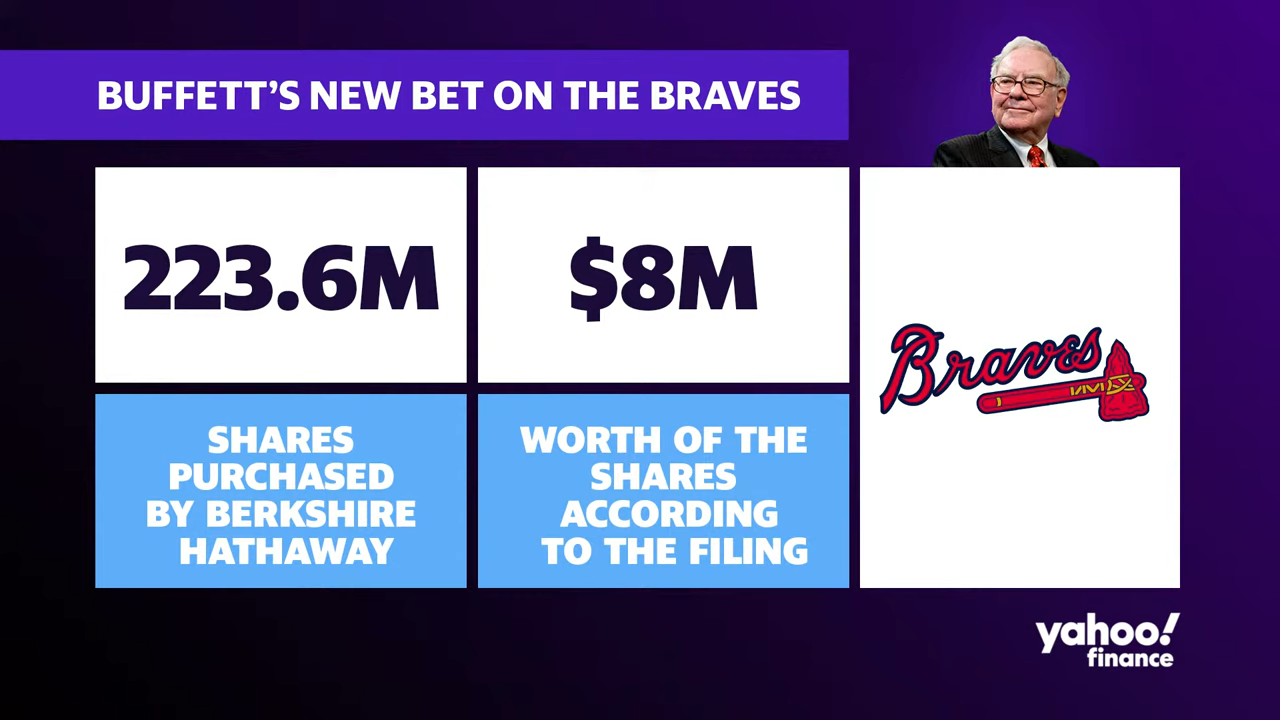 BUFFETT’S NEW BET ON THE BRAVES
223.6M
SHARES
PURCHASED
BY BERKSHIRE
HATHAWAY
$8M
WORTH OF THE
SHARES
ACCORDING
TO THE FILING
Braves
yahoo!
finance